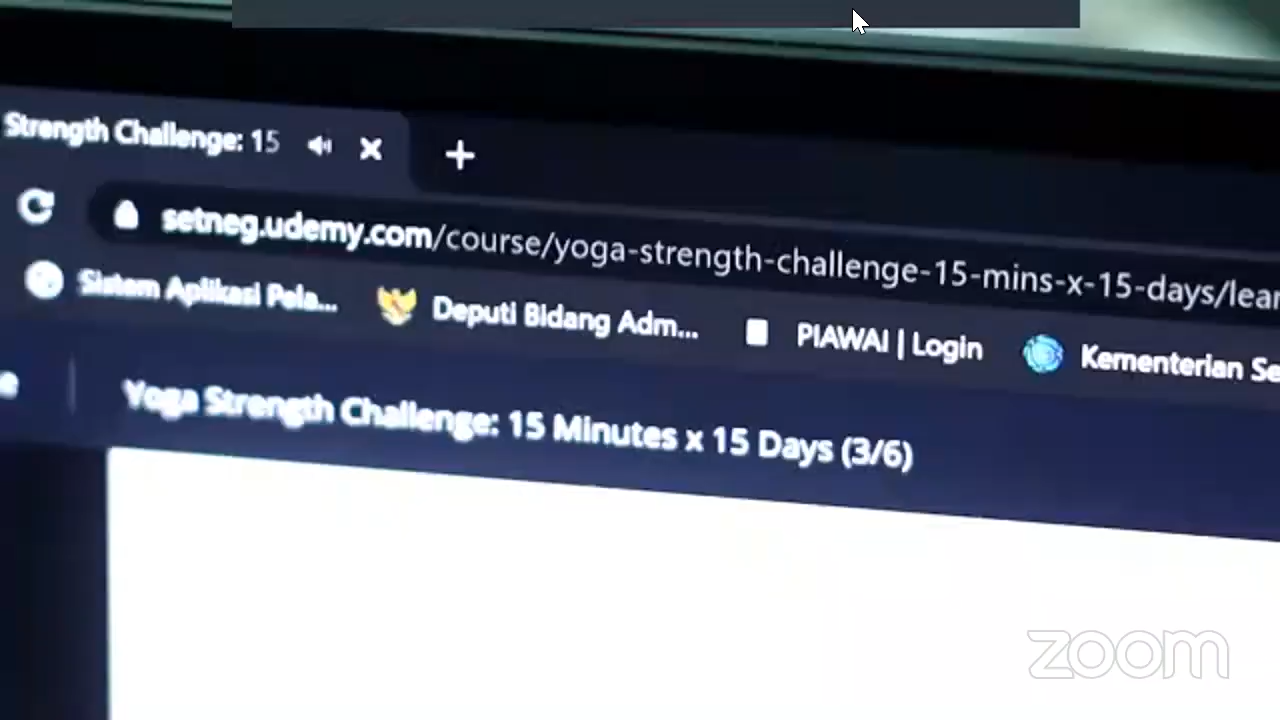 Strength Challenge: 15
setneg.udemy.com/course/yoga-strength-challenge-15-mins-x-15-days/lear
Sistem Aplikasi Pela... Deputi Bidang Adm... PIAWAI | Login Kementerian Se
e Yoga Strength Challenge: 15 Minutes x 15 Days (3/6)
zoom